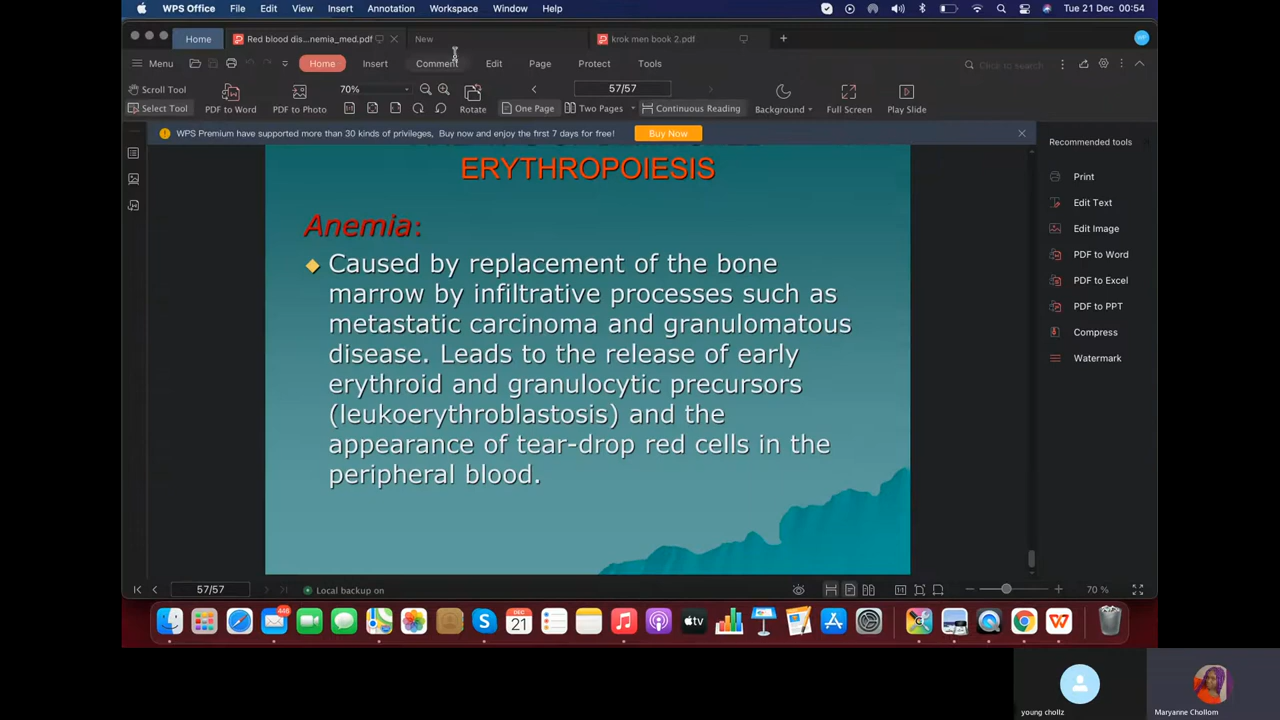 WPS Office File Edit View Insert Annotation Workspace Window Help Tue 21 Dec 00:54
Home Red blood dis...nemia_med.pdf New krok men book 2.pdf
Menu Home Insert Comment Edit Page Protect Tools Click to search
Scroll Tool 70% 57/57
Select Tool PDF to Word PDF to Photo Rotate One Page Two Pages Continuous Reading Background Full Screen Play Slide
WPS Premium have supported more than 30 kinds of privileges, Buy now and enjoy the first 7 days for free! Buy Now
Recommended tools
Print
Edit Text
Edit Image
PDF to Word
PDF to Excel
PDF to PPT
Compress
Watermark
ERYTHROPOIESIS
Anemia:
Caused by replacement of the bone
marrow by infiltrative processes such as
metastatic carcinoma and granulomatous
disease. Leads to the release of early
erythroid and granulocytic precursors
(leukoerythroblastosis) and the
appearance of tear-drop red cells in the
peripheral blood.
57/57 Local backup on 70 %
446 DEC 21 tv
young chollz Maryanne Chollom